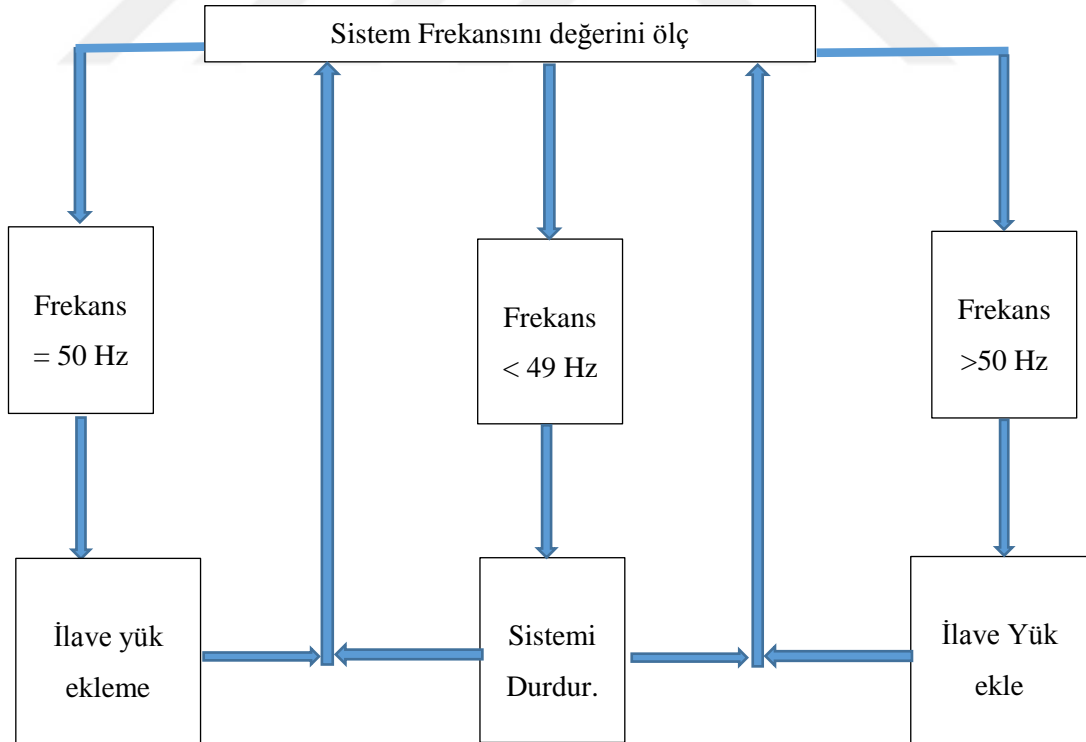 Sistem Frekansını değerini ölç
Frekans
= 50 Hz
Frekans
< 49 Hz
Frekans
>50 Hz
İlave yük
ekleme
Sistemi
Durdur.
İlave Yük
ekle